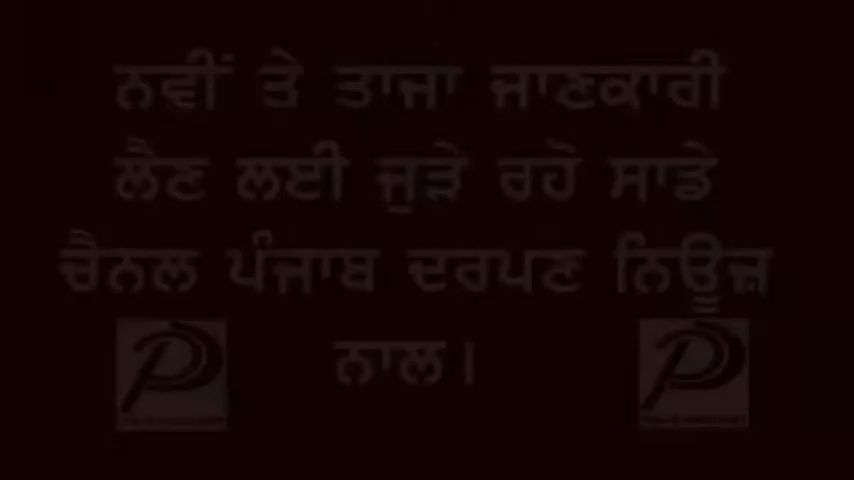 ਨਵੀਂ ਤੇ ਤਾਜਾ ਜਾਣਕਾਰੀ
ਲੈਣ ਲਈ ਜੁੜੇ ਰਹੋ ਸਾਡੇ
ਚੈਨਲ ਪੰਜਾਬ ਦਰਪਣ ਨਿਊਜ਼
ਨਾਲ।